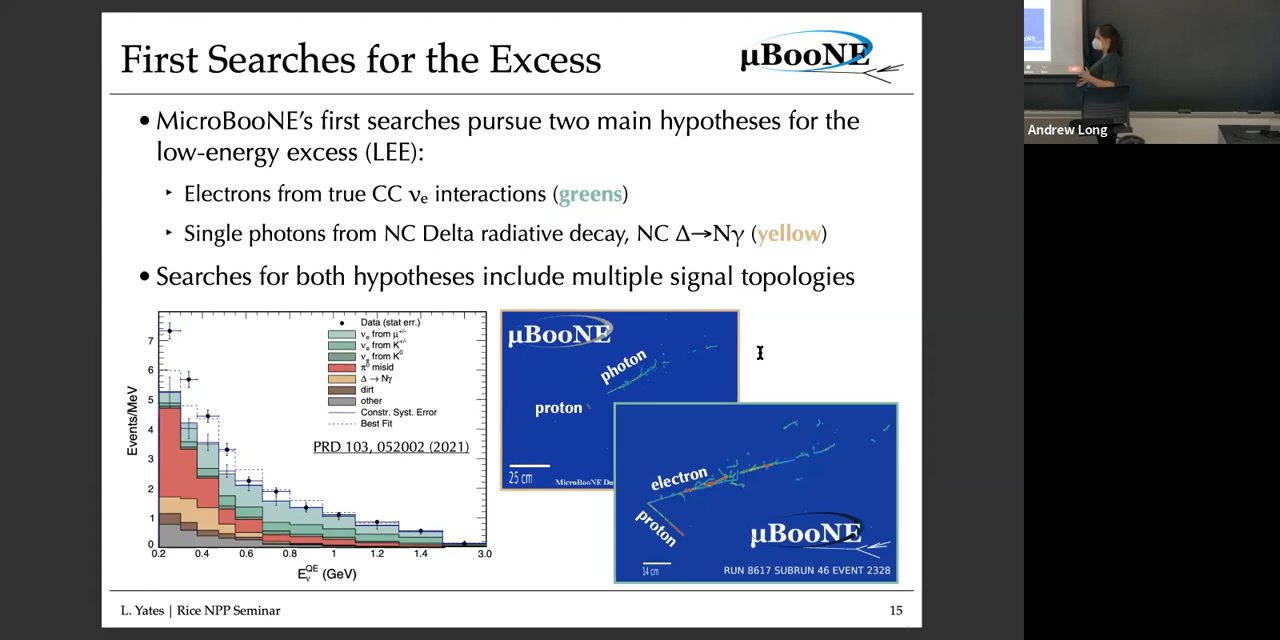 First Searches for the Excess
µBooNE
• MicroBooNE's first searches pursue two main hypotheses for the
low-energy excess (LEE):
‣ Electrons from true CC νe interactions (greens)
‣ Single photons from NC Delta radiative decay, NC Δ→Nγ (yellow)
• Searches for both hypotheses include multiple signal topologies
Events/MeV
7
6
5
4
3
2
1
0
0.2 0.4 0.6 0.8 1 1.2 1.4 3.0
E_ν^QE (GeV)
Data (stat err.)
νe from µ+/-
νe from K+/-
νe from K0
π0 misid
Δ → Nγ
dirt
other
Constr. Syst. Error
Best Fit
PRD 103, 052002 (2021)
µBooNE
photon
proton
25 cm
MicroBooNE Da
electron
proton
14 cm
µBooNE
RUN 8617 SUBRUN 46 EVENT 2328
L. Yates | Rice NPP Seminar
15
Andrew Long